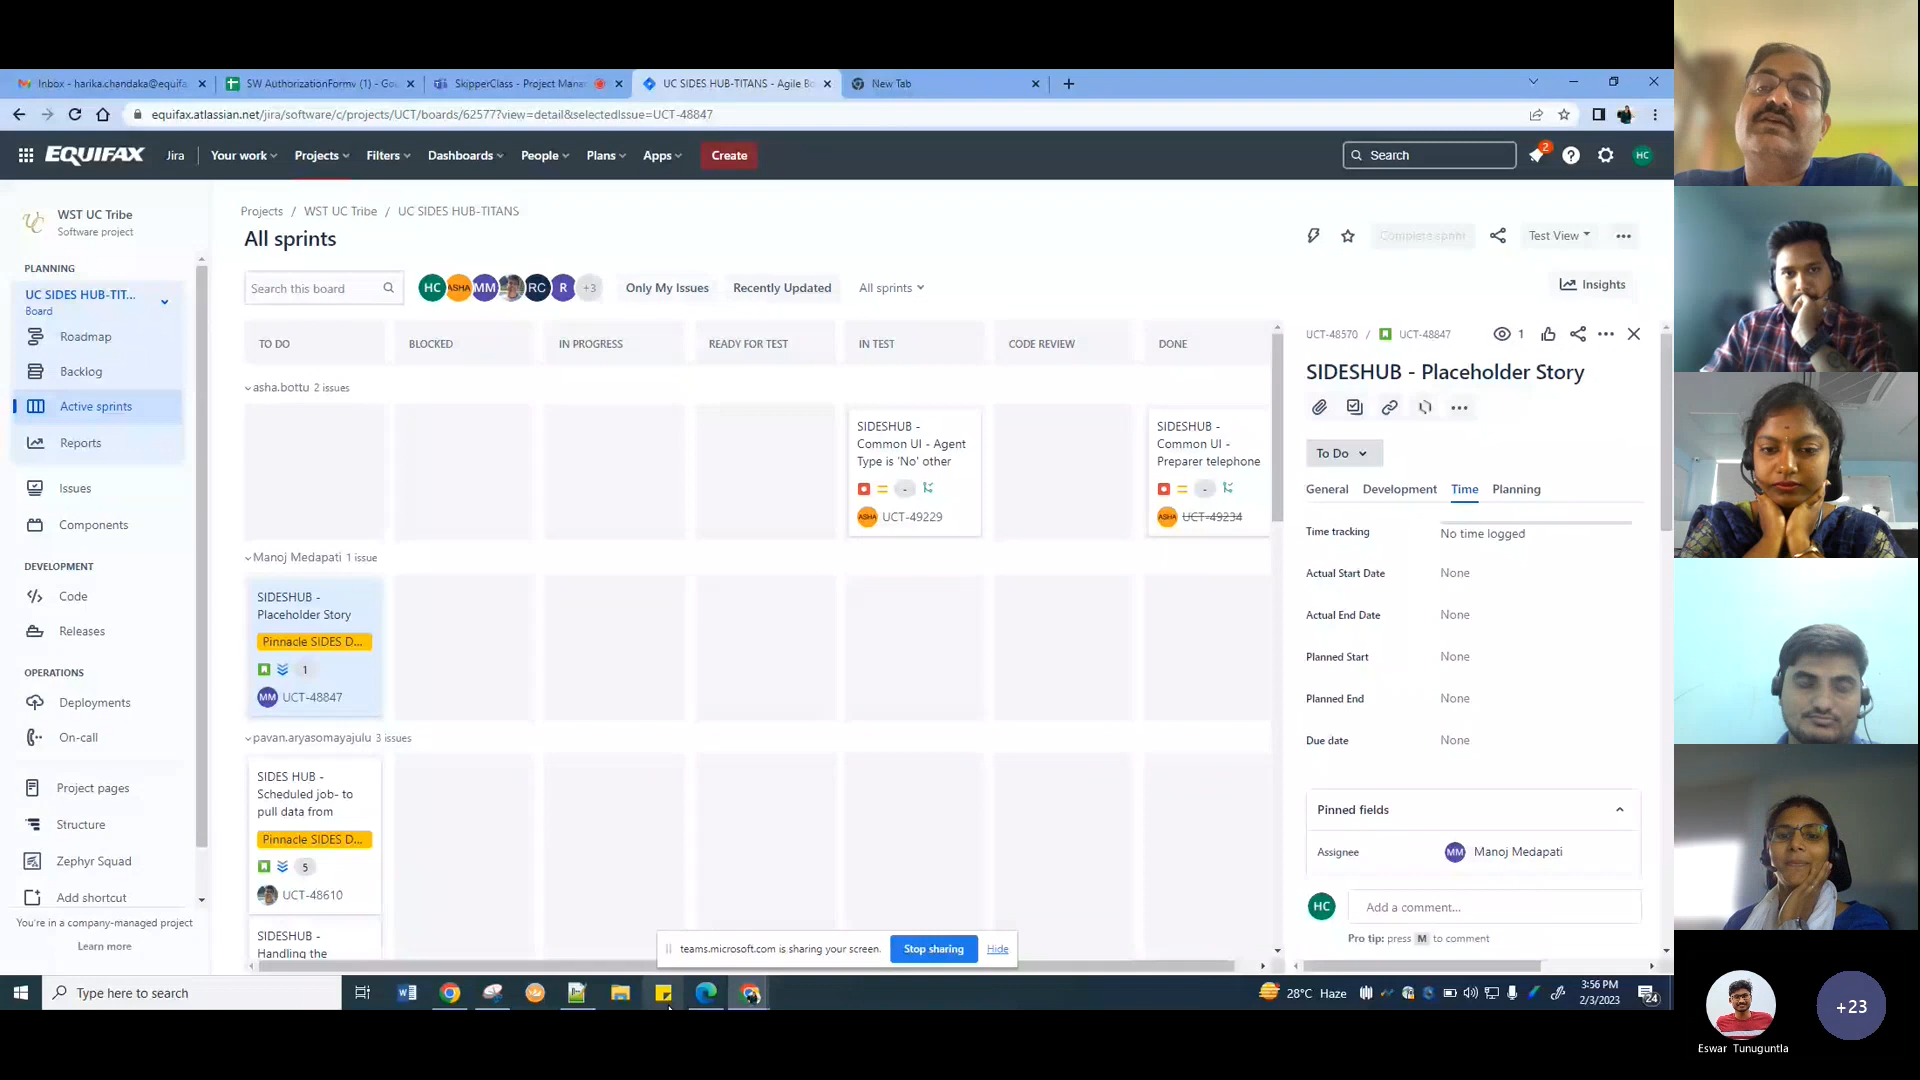 Inbox - harika.chandaka@equifa
SW AuthorizationFormv (1) - Go
SkipperClass - Project Mana
UC SIDES HUB-TITANS - Agile Bo
New Tab
equifax.atlassian.net/jira/software/c/projects/UCT/boards/62577?view=detail&selectedIssue=UCT-48847
EQUIFAX
Jira
Your work
Projects
Filters
Dashboards
People
Plans
Apps
Create
Search
2
HC
WST UC Tribe
Software project
PLANNING
UC SIDES HUB-TIT...
Board
Roadmap
Backlog
Active sprints
Reports
Issues
Components
DEVELOPMENT
Code
Releases
OPERATIONS
Deployments
On-call
Project pages
Structure
Zephyr Squad
Add shortcut
You're in a company-managed project
Learn more
Projects / WST UC Tribe / UC SIDES HUB-TITANS
All sprints
Complete sprint
Test View
Search this board
HC
ASHA
MM
RC
R
+3
Only My Issues
Recently Updated
All sprints
Insights
TO DO
BLOCKED
IN PROGRESS
READY FOR TEST
IN TEST
CODE REVIEW
DONE
asha.bottu 2 issues
SIDESHUB -
Common UI - Agent
Type is 'No' other
-
ASHA
UCT-49229
SIDESHUB -
Common UI -
Preparer telephone
-
ASHA
UCT-49234
Manoj Medapati 1 issue
SIDESHUB -
Placeholder Story
Pinnacle SIDES D...
1
MM
UCT-48847
pavan.aryasomayajulu 3 issues
SIDES HUB -
Scheduled job- to
pull data from
Pinnacle SIDES D...
5
UCT-48610
SIDESHUB -
Handling the
UCT-48570 / UCT-48847
1
SIDESHUB - Placeholder Story
To Do
General
Development
Time
Planning
Time tracking
No time logged
Actual Start Date
None
Actual End Date
None
Planned Start
None
Planned End
None
Due date
None
Pinned fields
Assignee
MM
Manoj Medapati
HC
Add a comment...
Pro tip: press M to comment
teams.microsoft.com is sharing your screen.
Stop sharing
Hide
Type here to search
28°C Haze
3:56 PM
2/3/2023
24
Eswar Tunuguntla
+23